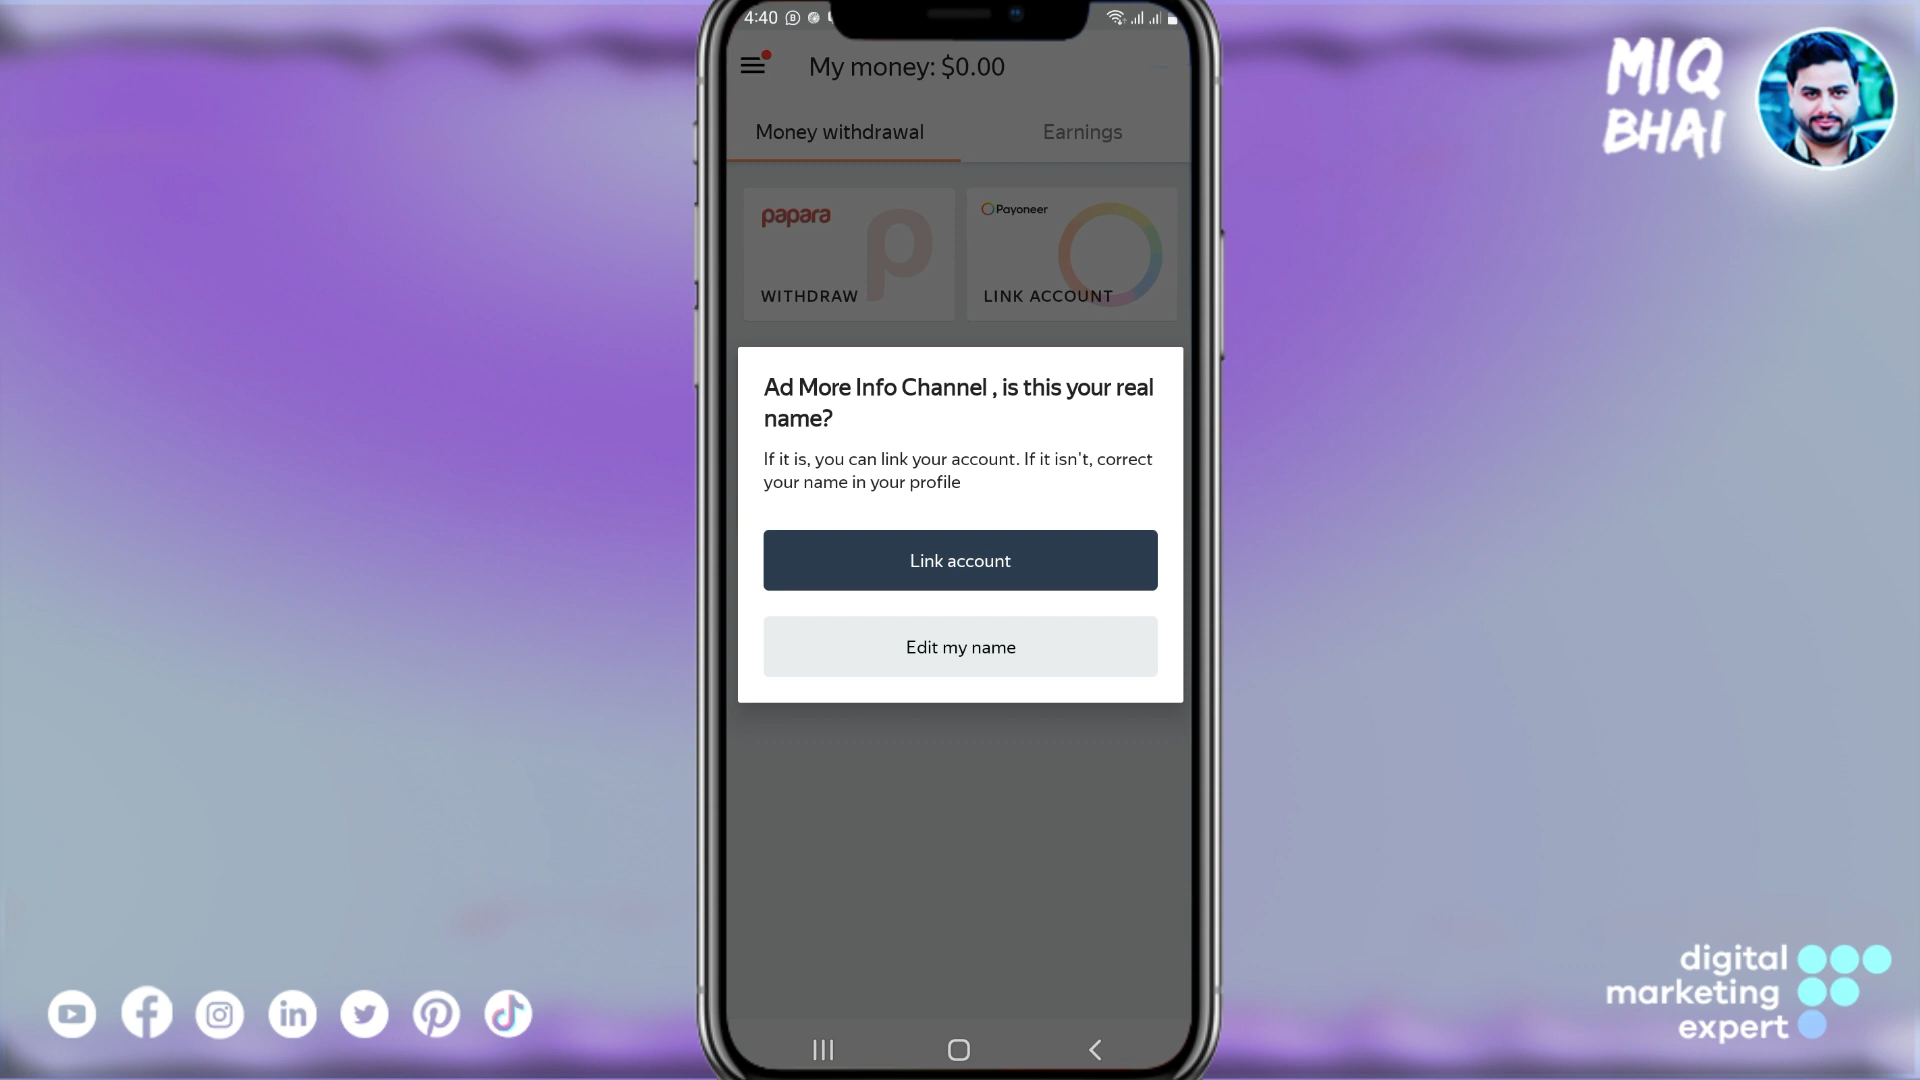 4:40
My money: $0.00
Money withdrawal
Earnings
papara
WITHDRAW
Payoneer
LINK ACCOUNT
Ad More Info Channel , is this your real
name?
If it is, you can link your account. If it isn't, correct
your name in your profile
Link account
Edit my name
MIQ
BHAI
digital
marketing
expert